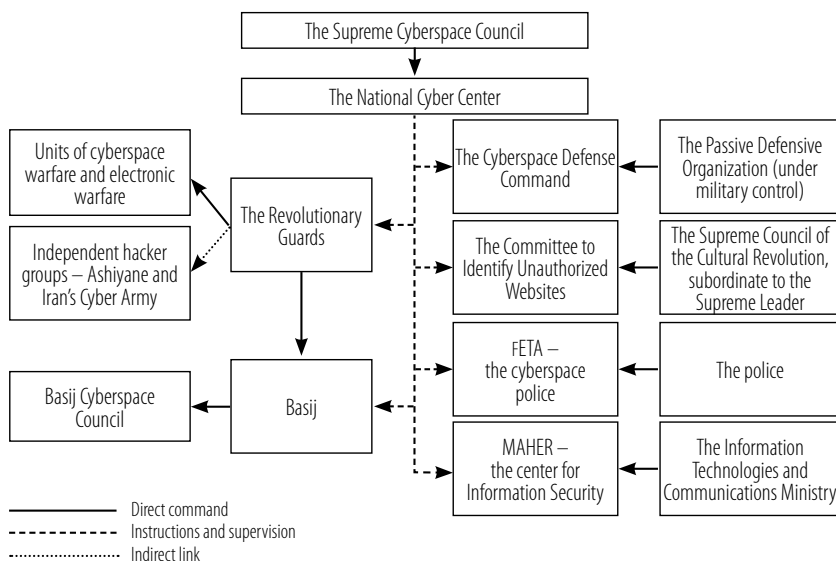 The Supreme Cyberspace Council
The National Cyber Center
Units of cyberspace
warfare and electronic
warfare
Independent hacker
groups – Ashiyane and
Iran's Cyber Army
The Revolutionary
Guards
Basij Cyberspace
Council
Basij
The Cyberspace Defense
Command
The Passive Defensive
Organization (under
military control)
The Committee to
Identify Unauthorized
Websites
The Supreme Council of
the Cultural Revolution,
subordinate to the
Supreme Leader
FETA –
the cyberspace
police
The police
MAHER –
the center for
Information Security
The Information
Technologies and
Communications Ministry
Direct command
Instructions and supervision
Indirect link